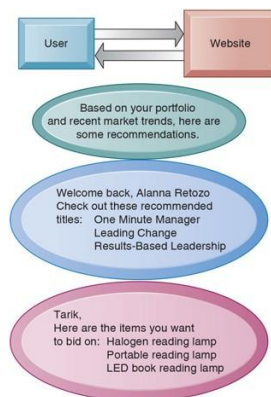 User
Website
Based on your portfolio
and recent market trends, here are
some recommendations.
Welcome back, Alanna Retozo
Check out these recommended
titles: One Minute Manager
Leading Change
Results-Based Leadership
Tarik,
Here are the items you want
to bid on: Halogen reading lamp
Portable reading lamp
LED book reading lamp